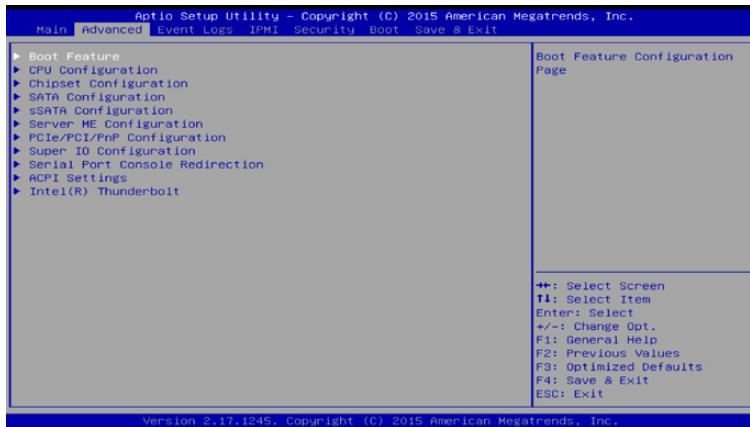 Aptio Setup Utility – Copyright (C) 2015 American Megatrends, Inc.
Main Advanced Event Logs IPMI Security Boot Save & Exit
▶ Boot Feature
▶ CPU Configuration
▶ Chipset Configuration
▶ SATA Configuration
▶ sSATA Configuration
▶ Server ME Configuration
▶ PCIe/PCI/PnP Configuration
▶ Super IO Configuration
▶ Serial Port Console Redirection
▶ ACPI Settings
▶ Intel(R) Thunderbolt
Boot Feature Configuration
Page
→←: Select Screen
↑↓: Select Item
Enter: Select
+/-: Change Opt.
F1: General Help
F2: Previous Values
F3: Optimized Defaults
F4: Save & Exit
ESC: Exit
Version 2.17.1245. Copyright (C) 2015 American Megatrends, Inc.